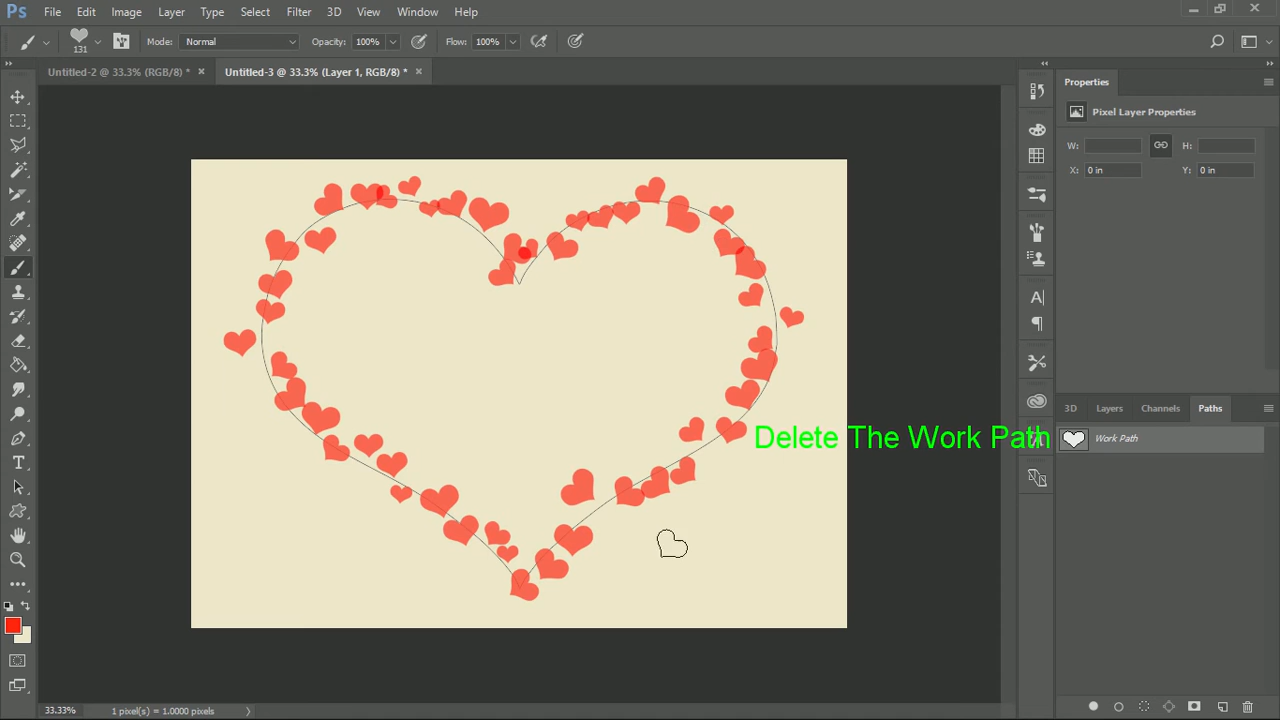 Ps File Edit Image Layer Type Select Filter 3D View Window Help
131 Mode: Normal Opacity: 100% Flow: 100%
Untitled-2 @ 33.3% (RGB/8) * × Untitled-3 @ 33.3% (Layer 1, RGB/8) * ×
Properties
Pixel Layer Properties
W: H:
X: 0 in Y: 0 in
3D Layers Channels Paths
Work Path
Delete The Work Path
33.33% 1 pixel(s) = 1.0000 pixels